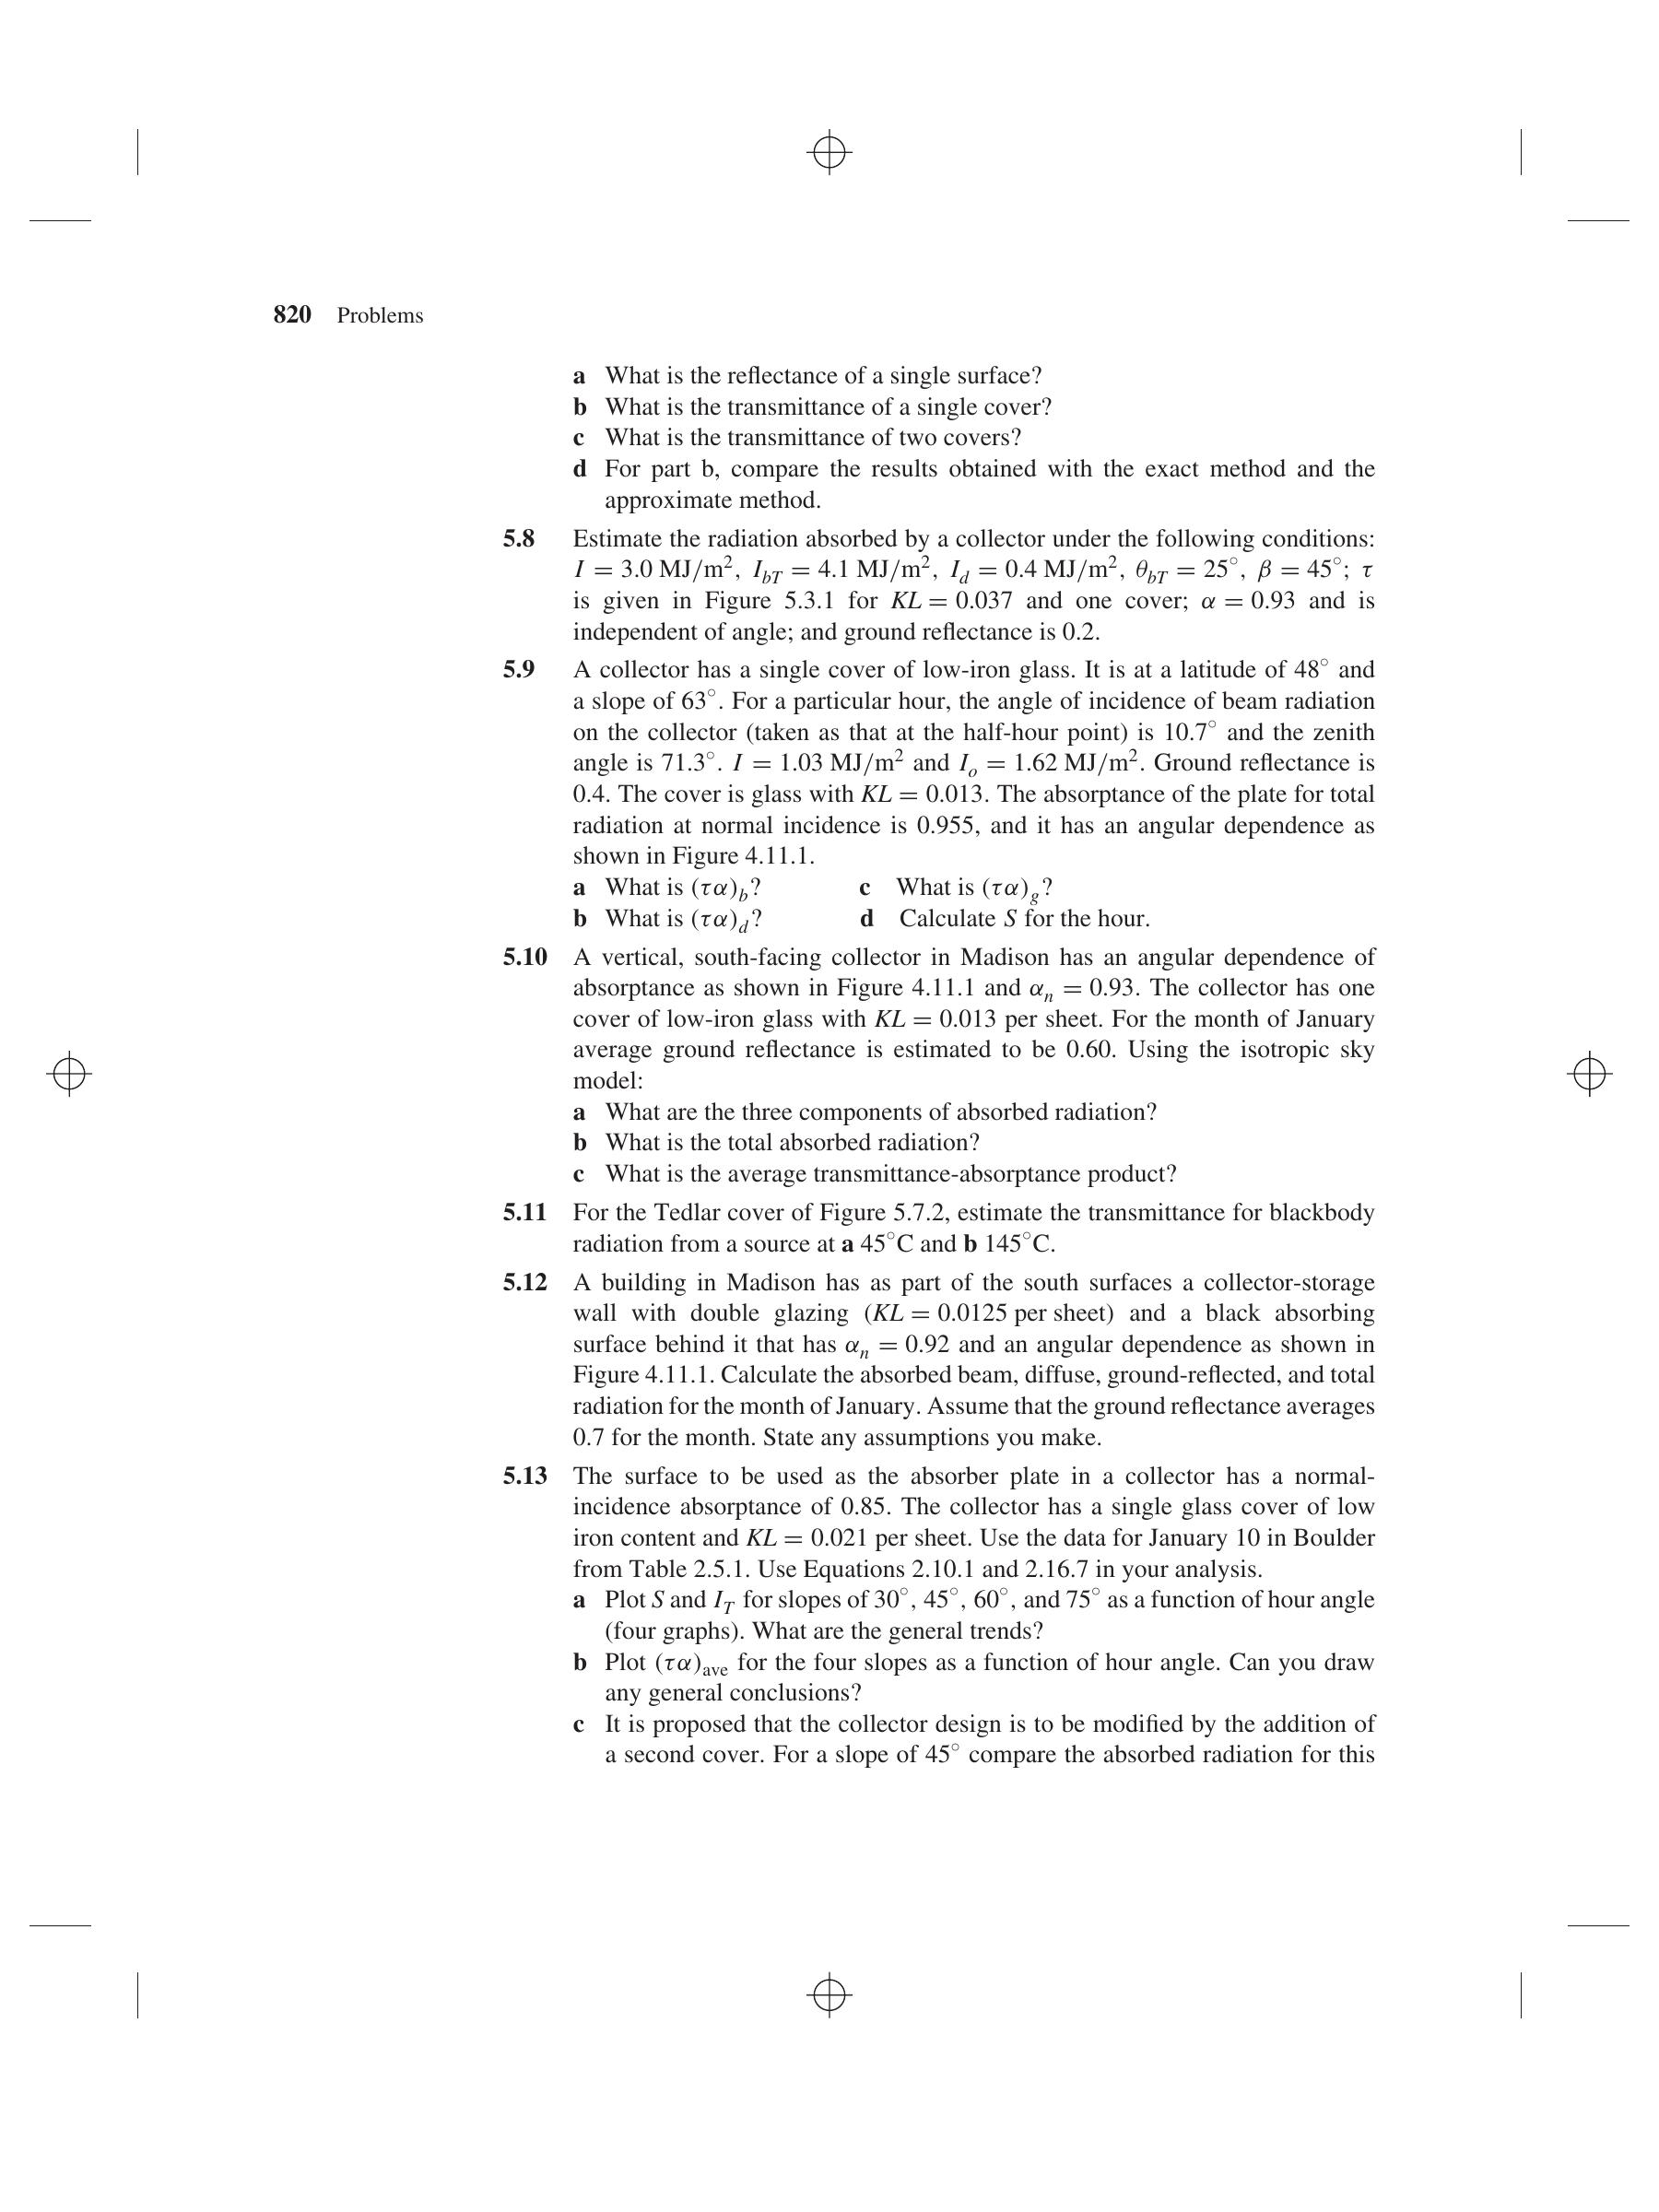 820 Problems
a What is the reflectance of a single surface?
b What is the transmittance of a single cover?
c What is the transmittance of two covers?
d For part b, compare the results obtained with the exact method and the
approximate method.
5.8 Estimate the radiation absorbed by a collector under the following conditions:
I = 3.0 MJ/m², I_bT = 4.1 MJ/m², I_d = 0.4 MJ/m², θ_bT = 25°, β = 45°; τ
is given in Figure 5.3.1 for KL = 0.037 and one cover; α = 0.93 and is
independent of angle; and ground reflectance is 0.2.
5.9 A collector has a single cover of low-iron glass. It is at a latitude of 48° and
a slope of 63°. For a particular hour, the angle of incidence of beam radiation
on the collector (taken as that at the half-hour point) is 10.7° and the zenith
angle is 71.3°. I = 1.03 MJ/m² and I_o = 1.62 MJ/m². Ground reflectance is
0.4. The cover is glass with KL = 0.013. The absorptance of the plate for total
radiation at normal incidence is 0.955, and it has an angular dependence as
shown in Figure 4.11.1.
a What is (τα)_b? c What is (τα)_g?
b What is (τα)_d? d Calculate S for the hour.
5.10 A vertical, south-facing collector in Madison has an angular dependence of
absorptance as shown in Figure 4.11.1 and α_n = 0.93. The collector has one
cover of low-iron glass with KL = 0.013 per sheet. For the month of January
average ground reflectance is estimated to be 0.60. Using the isotropic sky
model:
a What are the three components of absorbed radiation?
b What is the total absorbed radiation?
c What is the average transmittance-absorptance product?
5.11 For the Tedlar cover of Figure 5.7.2, estimate the transmittance for blackbody
radiation from a source at a 45°C and b 145°C.
5.12 A building in Madison has as part of the south surfaces a collector-storage
wall with double glazing (KL = 0.0125 per sheet) and a black absorbing
surface behind it that has α_n = 0.92 and an angular dependence as shown in
Figure 4.11.1. Calculate the absorbed beam, diffuse, ground-reflected, and total
radiation for the month of January. Assume that the ground reflectance averages
0.7 for the month. State any assumptions you make.
5.13 The surface to be used as the absorber plate in a collector has a normal-
incidence absorptance of 0.85. The collector has a single glass cover of low
iron content and KL = 0.021 per sheet. Use the data for January 10 in Boulder
from Table 2.5.1. Use Equations 2.10.1 and 2.16.7 in your analysis.
a Plot S and I_T for slopes of 30°, 45°, 60°, and 75° as a function of hour angle
(four graphs). What are the general trends?
b Plot (τα)_ave for the four slopes as a function of hour angle. Can you draw
any general conclusions?
c It is proposed that the collector design is to be modified by the addition of
a second cover. For a slope of 45° compare the absorbed radiation for this